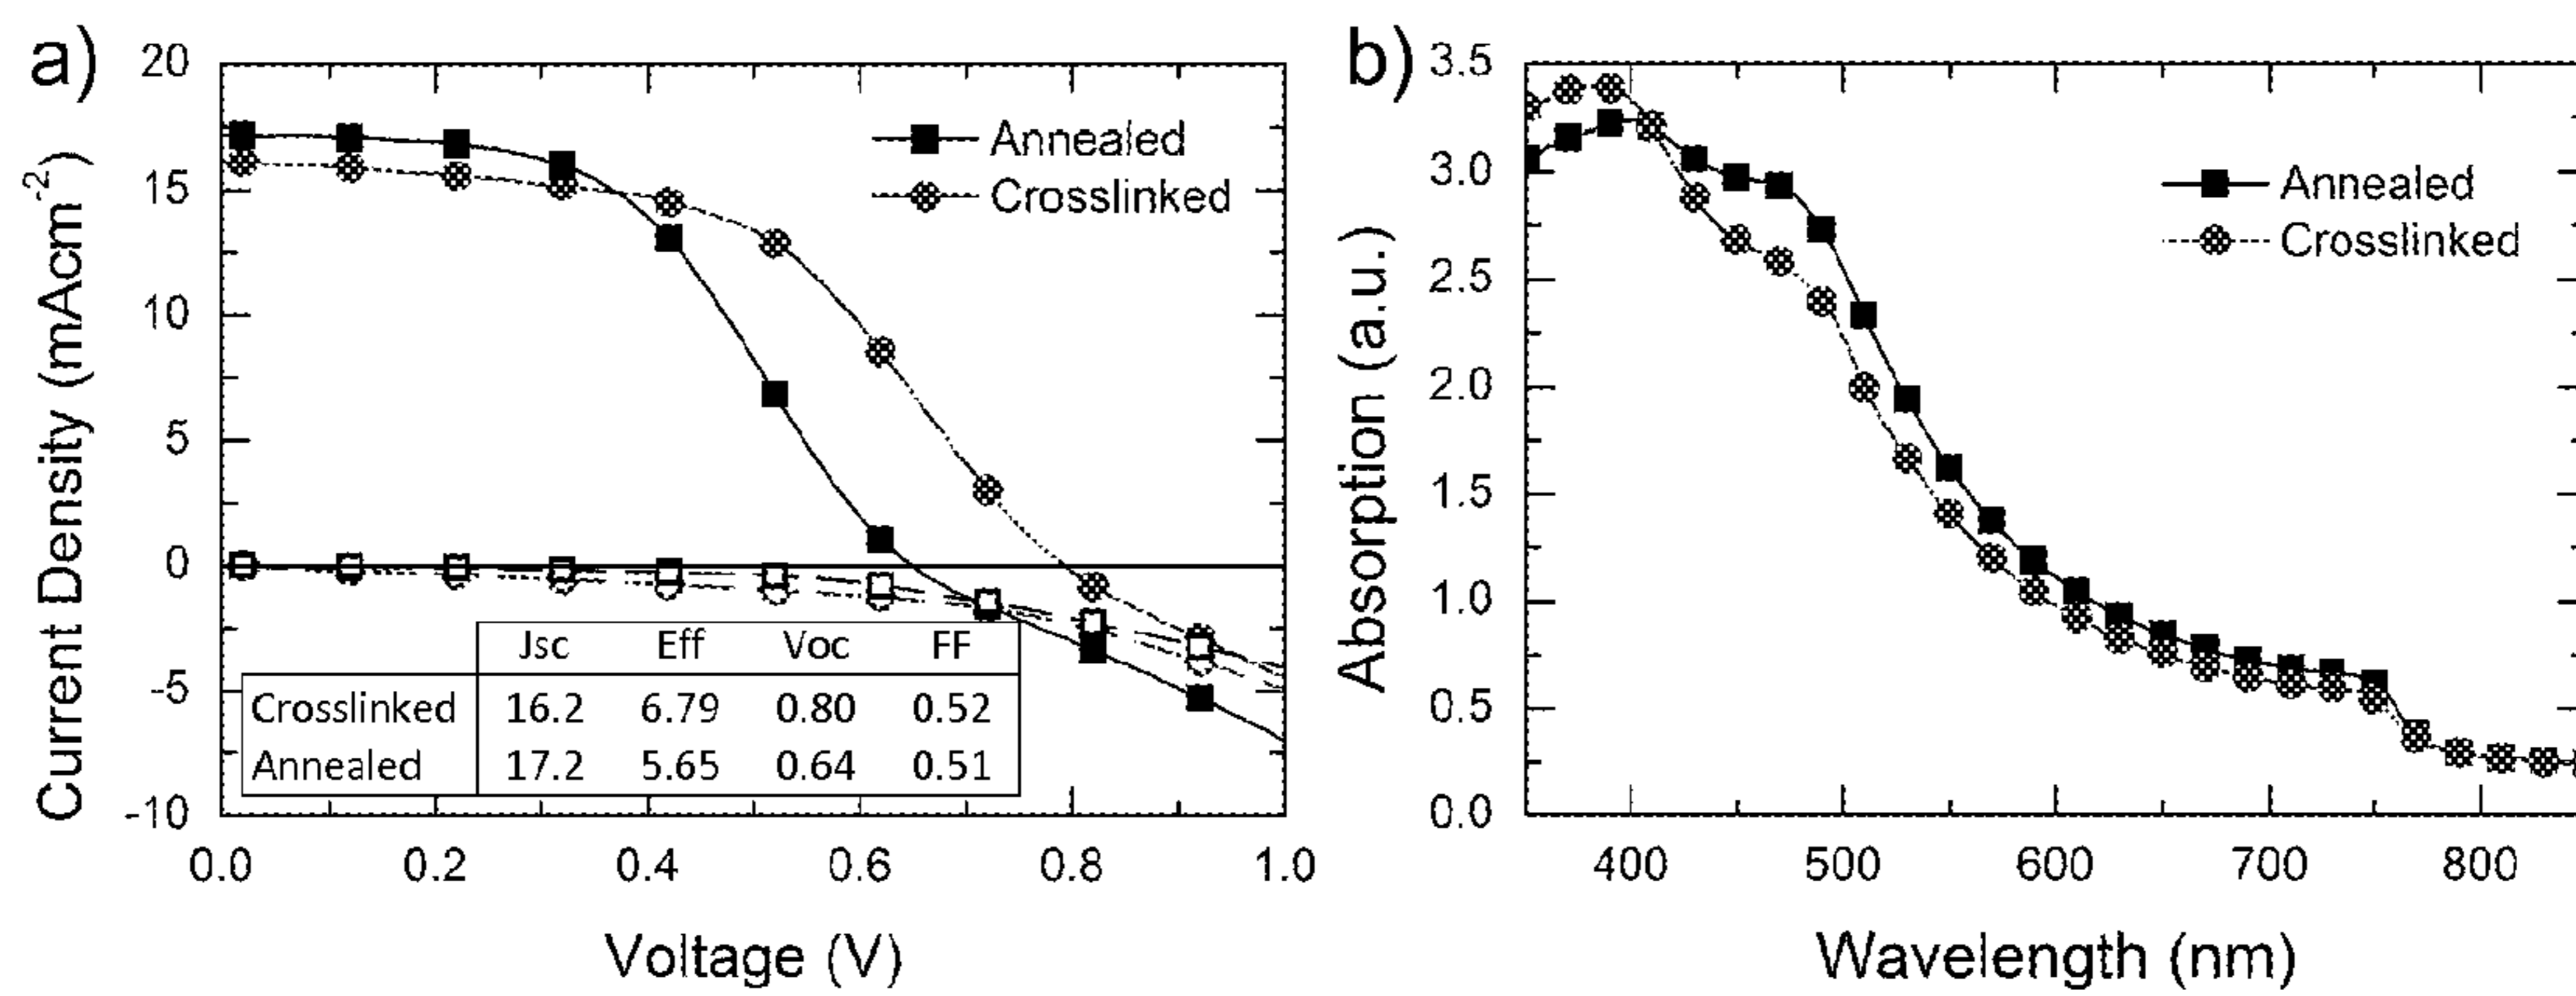 a)
Current Density (mAcm-2)
20
15
10
5
0
-5
-10
Annealed
Crosslinked
Jsc Eff Voc FF
Crosslinked 16.2 6.79 0.80 0.52
Annealed 17.2 5.65 0.64 0.51
0.0 0.2 0.4 0.6 0.8 1.0
Voltage (V)
b)
Absorption (a.u.)
3.5
3.0
2.5
2.0
1.5
1.0
0.5
0.0
Annealed
Crosslinked
400 500 600 700 800
Wavelength (nm)